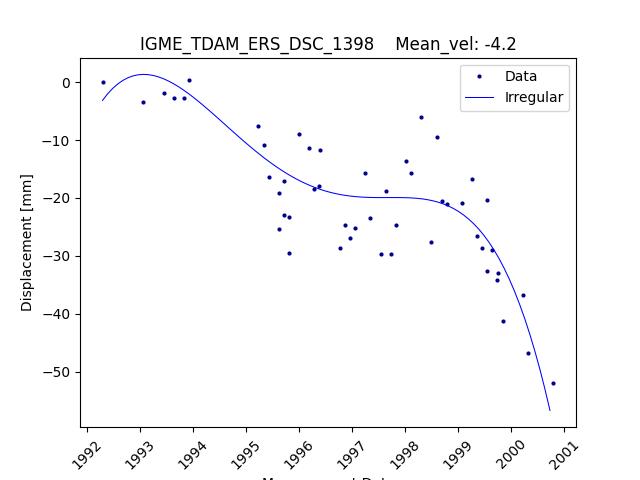 IGME_TDAM_ERS_DSC_1398    Mean_vel: -4.2
Data
Irregular
Displacement [mm]
0
−10
−20
−30
−40
−50
1992 1993 1994 1995 1996 1997 1998 1999 2000 2001